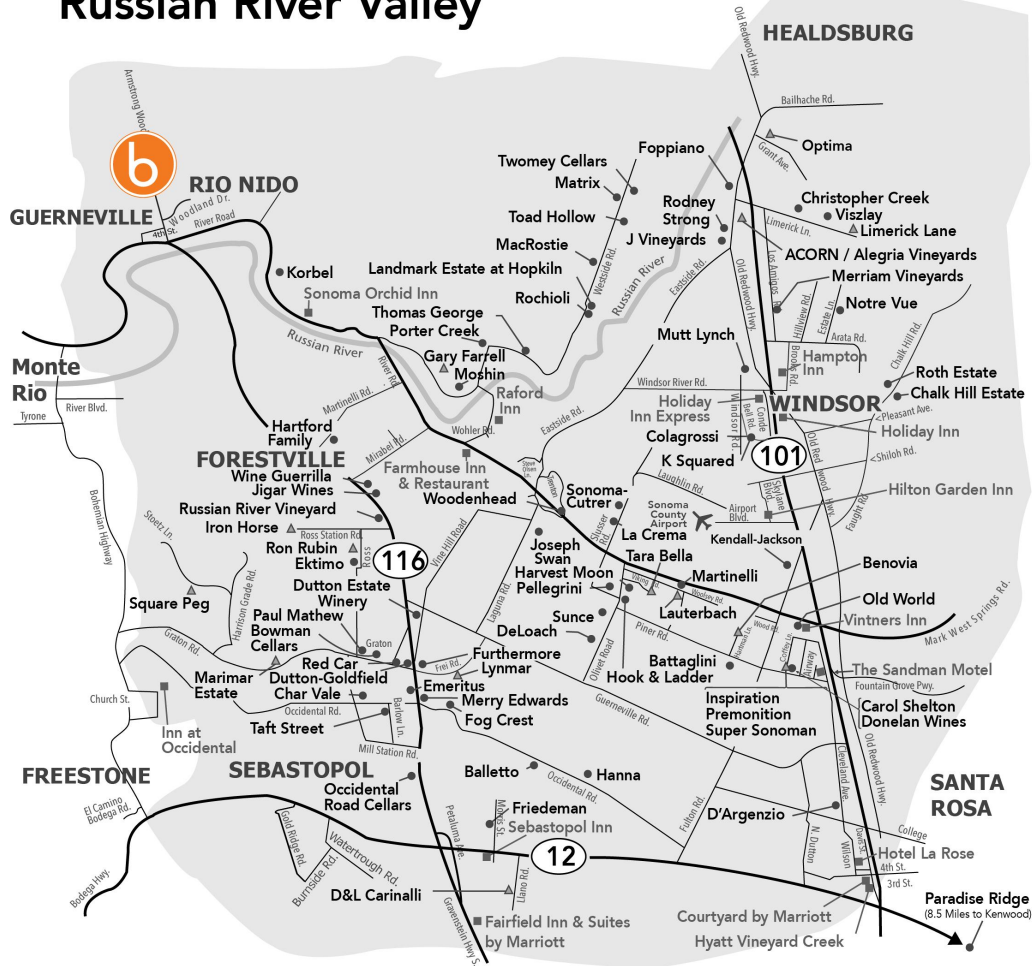 Russian River Valley
HEALDSBURG
Old Redwood Hwy.
Bailhache Rd.
Optima
Grant Ave.
Foppiano
Twomey Cellars
Matrix
Toad Hollow
MacRostie
Landmark Estate at Hopkiln
Rochioli
Thomas George
Porter Creek
Gary Farrell
Moshin
Westside Rd.
Russian River
Eastside Rd.
Rodney
Strong
J Vineyards
Christopher Creek
Viszlay
Limerick Lane
Limerick Ln.
ACORN / Alegria Vineyards
Merriam Vineyards
Notre Vue
Old Redwood Hwy.
Los Amigos Rd.
Hillview Rd.
Estate Ln.
Arata Rd.
Brooks Rd.
Chalk Hill Rd.
Armstrong Wood
b
RIO NIDO
GUERNEVILLE
Woodland Dr.
River Road
4th St.
Korbel
Sonoma Orchid Inn
Russian River
River Rd.
Monte
Rio
Tyrone
River Blvd.
Martinelli Rd.
Hartford
Family
Mirabel Rd.
FORESTVILLE
Wohler Rd.
Raford
Inn
Farmhouse Inn
& Restaurant
Eastside Rd.
Mutt Lynch
Windsor River Rd.
Hampton
Inn
Holiday
Inn Express
Windsor Rd.
Bell Rd.
Conde
WINDSOR
Holiday Inn
Roth Estate
Chalk Hill Estate
<Pleasant Ave.
<Shiloh Rd.
Colagrossi
K Squared
101
Old Redwood Hwy.
Faught Rd.
Hilton Garden Inn
Laughlin Rd.
Skylane
Blvd.
Airport
Blvd.
Sonoma
County
Airport
Kendall-Jackson
Wine Guerrilla
Jigar Wines
Russian River Vineyard
Iron Horse
Ross Station Rd.
Ross
Ron Rubin
Ektimo
116
Vine Hill Road
Laguna Rd.
Woodenhead
Steve
Olsen
Ln.
Trenton
Sonoma-
Cutrer
La Crema
Slusser
Rd.
Joseph
Swan
Harvest Moon
Pellegrini
Tara Bella
Viking
Martinelli
Woolsey Rd.
Lauterbach
Benovia
Old World
Vintners Inn
Mark West Springs Rd.
Wood Rd.
Hartman Ln.
Coffey Ln.
Airway
Piner Rd.
Olivet Road
Sunce
DeLoach
Battaglini
Hook & Ladder
The Sandman Motel
Fountain Grove Pwy.
Carol Shelton
Donelan Wines
Inspiration
Premonition
Super Sonoman
Guerneville Rd.
Bohemian Highway
Stoetz Ln.
Square Peg
Harrison Grade Rd.
Dutton Estate
Winery
Paul Mathew
Bowman
Cellars
Graton
Graton Rd.
Marimar
Estate
Red Car
Dutton-Goldfield
Char Vale
Furthermore
Lynmar
Frei Rd.
Emeritus
Merry Edwards
Fog Crest
Occidental Rd.
Barlow Ln.
Taft Street
Mill Station Rd.
Church St.
Inn at
Occidental
FREESTONE
El Camino
Bodega Rd.
Bodega Hwy.
SEBASTOPOL
Occidental
Road Cellars
Balletto
Hanna
Occidental Rd.
Gold Ridge Rd.
Watertrough Rd.
Burnside Rd.
Petaluma Ave.
Morris St.
Friedeman
Sebastopol Inn
12
D&L Carinalli
Llano Rd.
Gravenstein Hwy S.
Fairfield Inn & Suites
by Marriott
Fulton Rd.
D'Argenzio
N. Dutton
Cleveland Ave.
Old Redwood Hwy.
Wilson
Davis St.
College
SANTA
ROSA
Hotel La Rose
4th St.
3rd St.
Courtyard by Marriott
Hyatt Vineyard Creek
Paradise Ridge
(8.5 Miles to Kenwood)